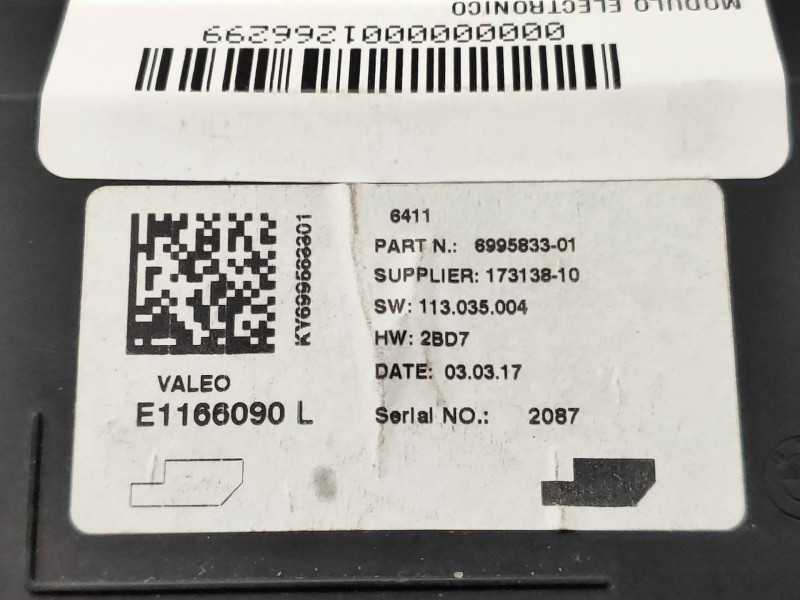 MODULO ELECTRONICO
0000000001266299
KY699583301
6411
PART N.: 6995833-01
SUPPLIER: 173138-10
SW: 113.035.004
HW: 2BD7
DATE: 03.03.17
Serial NO.: 2087
VALEO
E1166090 L